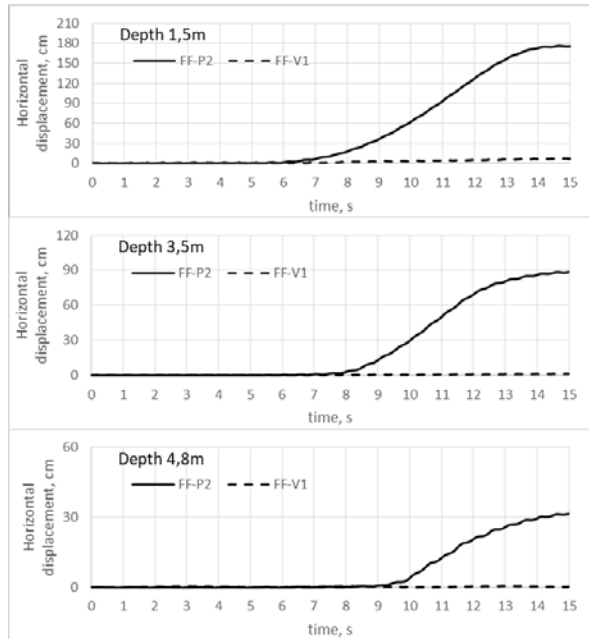 Depth 1,5m
FF-P2 FF-V1
Horizontal
displacement, cm
210
180
150
120
90
60
30
0
0 1 2 3 4 5 6 7 8 9 10 11 12 13 14 15
time, s
Depth 3,5m
FF-P2 FF-V1
Horizontal
displacement, cm
120
90
60
30
0
0 1 2 3 4 5 6 7 8 9 10 11 12 13 14 15
time, s
Depth 4,8m
FF-P2 FF-V1
Horizontal
displacement, cm
60
30
0
0 1 2 3 4 5 6 7 8 9 10 11 12 13 14 15
time, s